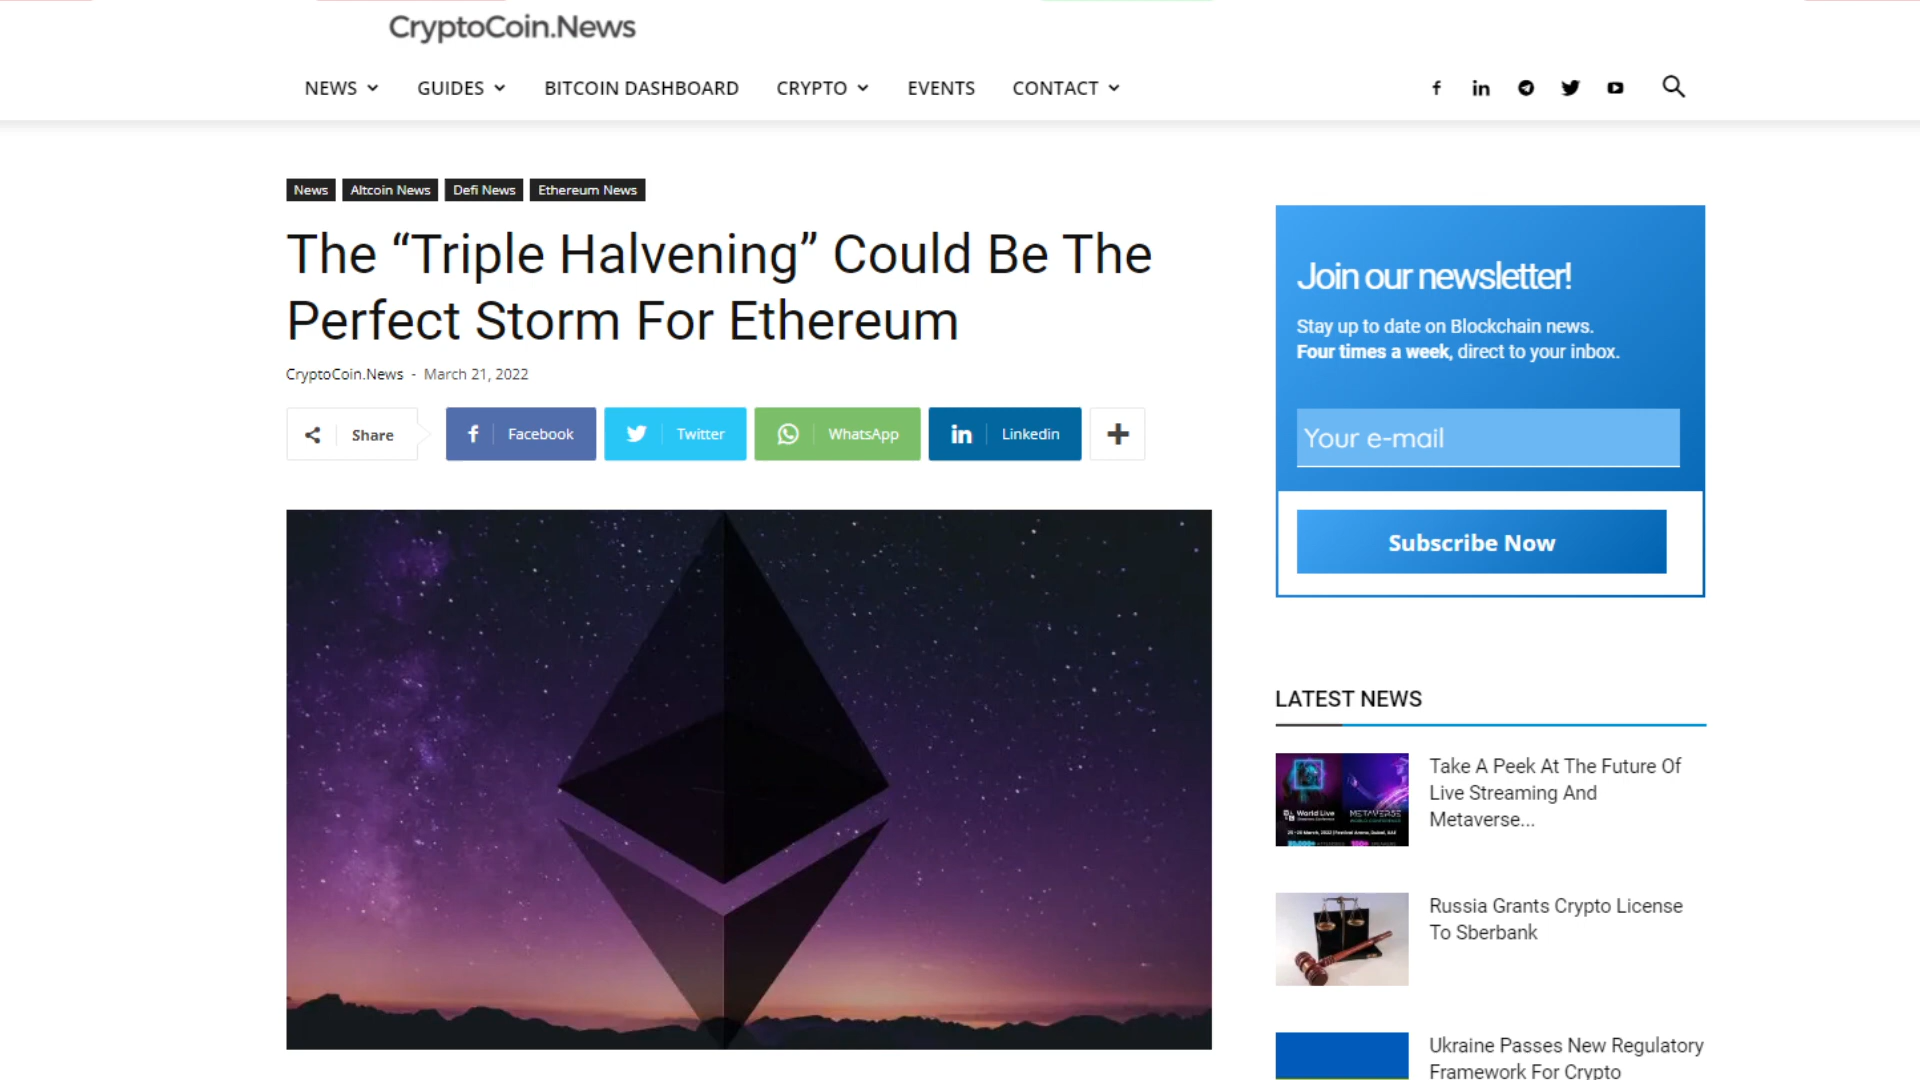 CryptoCoin.News
NEWS
GUIDES
BITCOIN DASHBOARD
CRYPTO
EVENTS
CONTACT
News
Altcoin News
Defi News
Ethereum News
The “Triple Halvening” Could Be The
Perfect Storm For Ethereum
CryptoCoin.News - March 21, 2022
Share
Facebook
Twitter
WhatsApp
Linkedin
Join our newsletter!
Stay up to date on Blockchain news.
Four times a week, direct to your inbox.
Your e-mail
Subscribe Now
LATEST NEWS
World Live
METAVERSE
Take A Peek At The Future Of
Live Streaming And
Metaverse...
Russia Grants Crypto License
To Sberbank
Ukraine Passes New Regulatory
Framework For Crypto